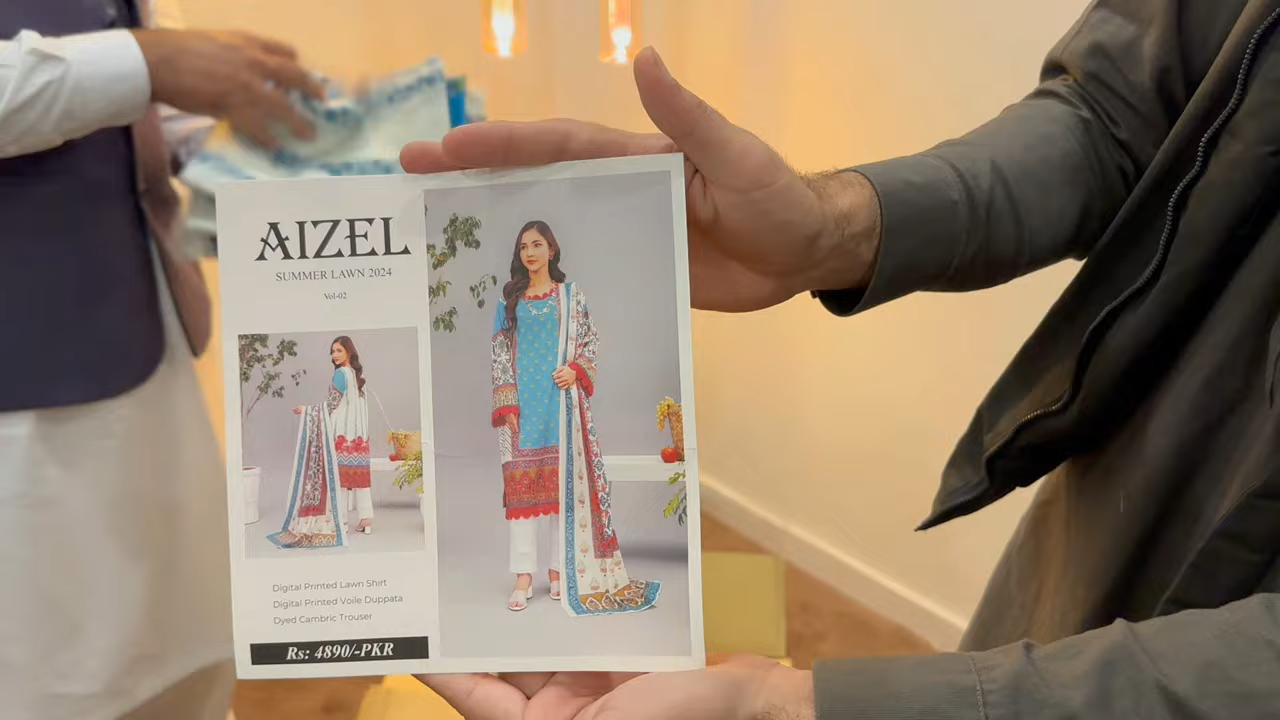 AIZEL
SUMMER LAWN 2024
Vol-02
Digital Printed Lawn Shirt
Digital Printed Voile Duppata
Dyed Cambric Trouser
Rs: 4890/-PKR